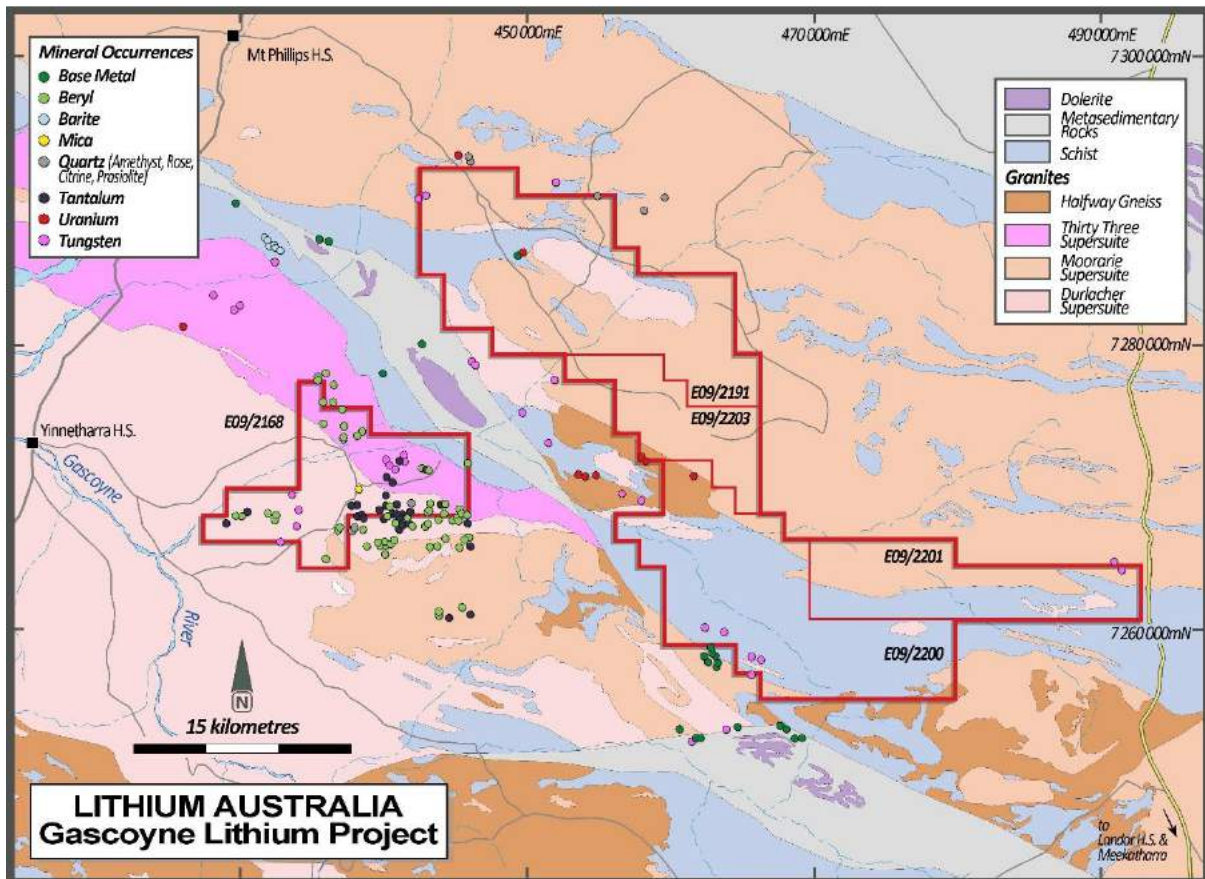 450 000mE
470 000mE
490 000mE
7 300 000mN
7 280 000mN
7 260 000mN
Mineral Occurrences
Base Metal
Beryl
Barite
Mica
Quartz (Amethyst, Rose,
Citrine, Prasiolite)
Tantalum
Uranium
Tungsten
Mt Phillips H.S.
Dolerite
Metasedimentary
Rocks
Schist
Granites
Halfway Gneiss
Thirty Three
Supersuite
Moorarie
Supersuite
Durlacher
Supersuite
E09/2191
E09/2203
E09/2168
Yinnetharra H.S.
Gascoyne
River
E09/2201
E09/2200
N
15 kilometres
LITHIUM AUSTRALIA
Gascoyne Lithium Project
to
Landor H.S. &
Meekatharra